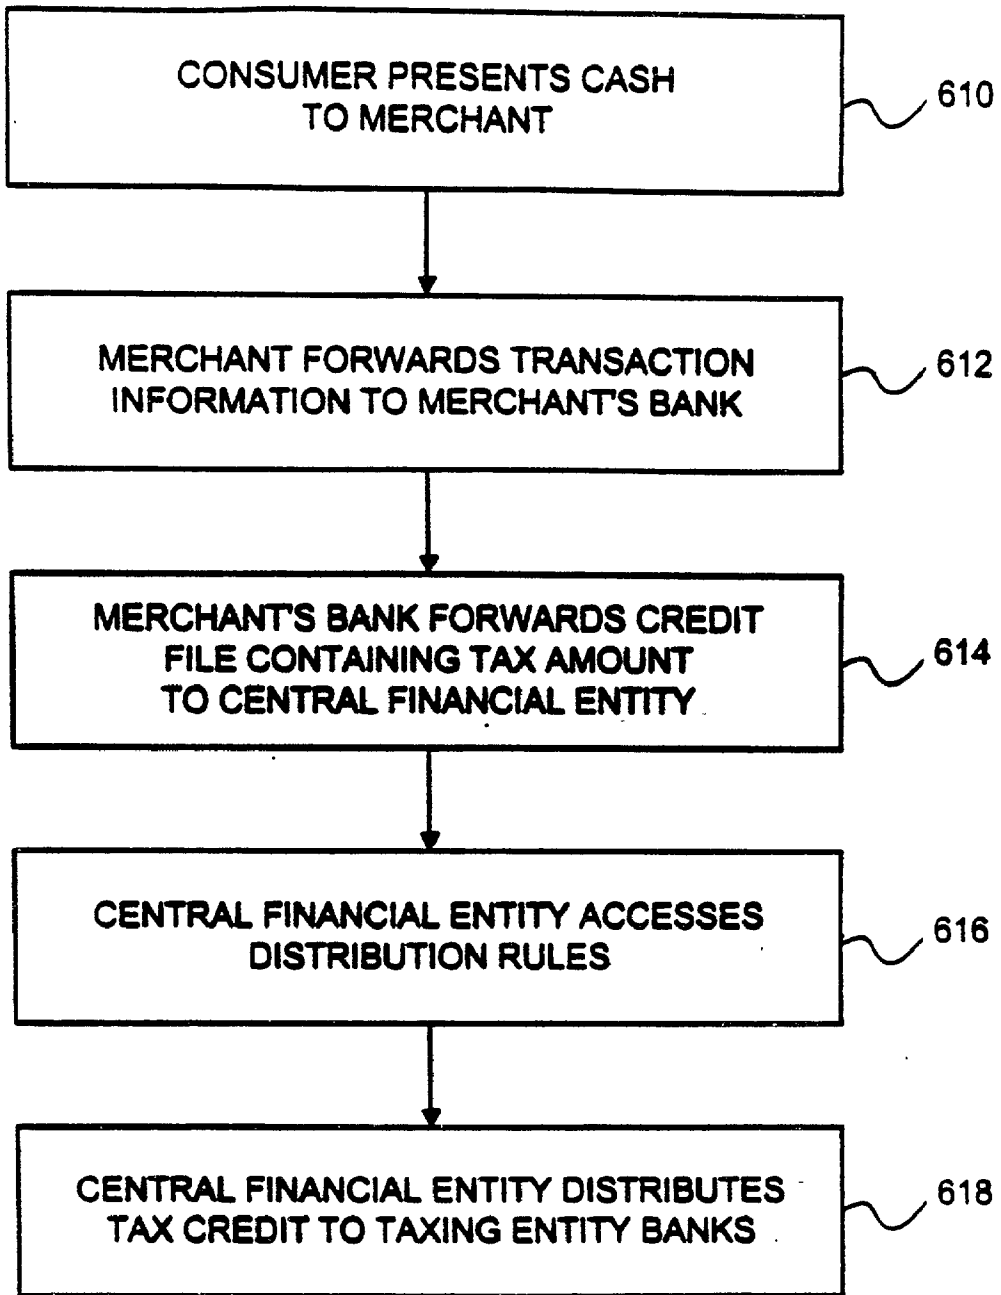 CONSUMER PRESENTS CASH
TO MERCHANT
610
MERCHANT FORWARDS TRANSACTION
INFORMATION TO MERCHANT'S BANK
612
MERCHANT'S BANK FORWARDS CREDIT
FILE CONTAINING TAX AMOUNT
TO CENTRAL FINANCIAL ENTITY
614
CENTRAL FINANCIAL ENTITY ACCESSES
DISTRIBUTION RULES
616
CENTRAL FINANCIAL ENTITY DISTRIBUTES
TAX CREDIT TO TAXING ENTITY BANKS
618